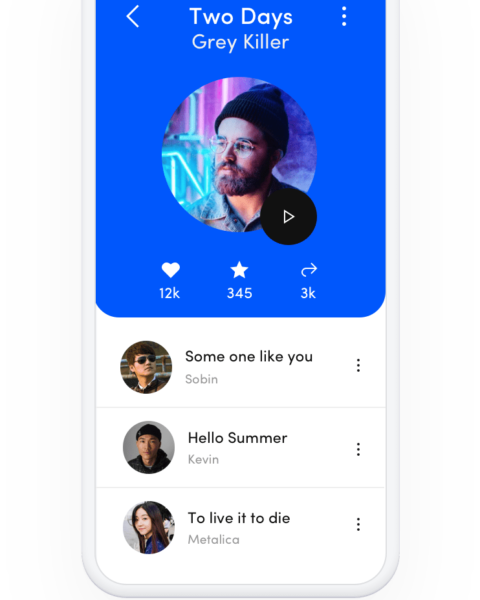 Two Days
Grey Killer
12k 345 3k
Some one like you
Sobin
Hello Summer
Kevin
To live it to die
Metalica